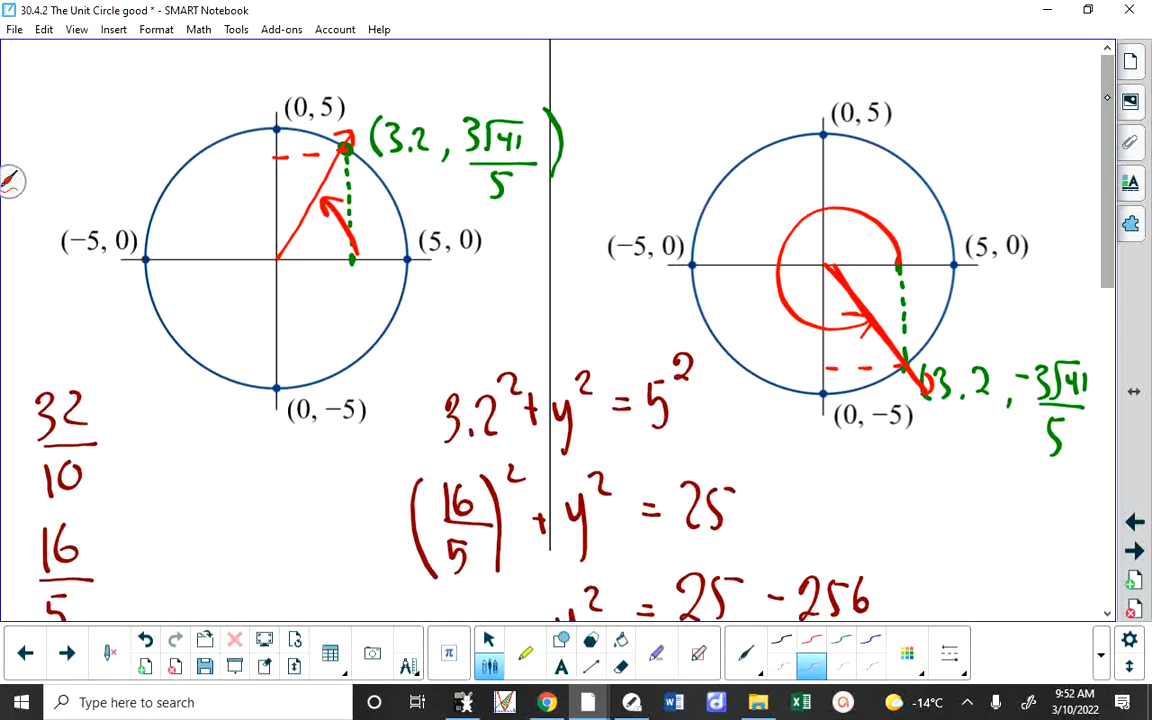 30.4.2 The Unit Circle good * - SMART Notebook
File Edit View Insert Format Math Tools Add-ons Account Help
(0, 5)
(3.2, 3√41/5)
(−5, 0)
(5, 0)
(0, −5)
(0, 5)
(−5, 0)
(5, 0)
(3.2, -3√41/5
(0, −5)
32/10
16/5
3.2² + y² = 5²
(16/5)² + y² = 25
y² = 25 - 256
π
A
Type here to search
-14°C
9:52 AM
3/10/2022